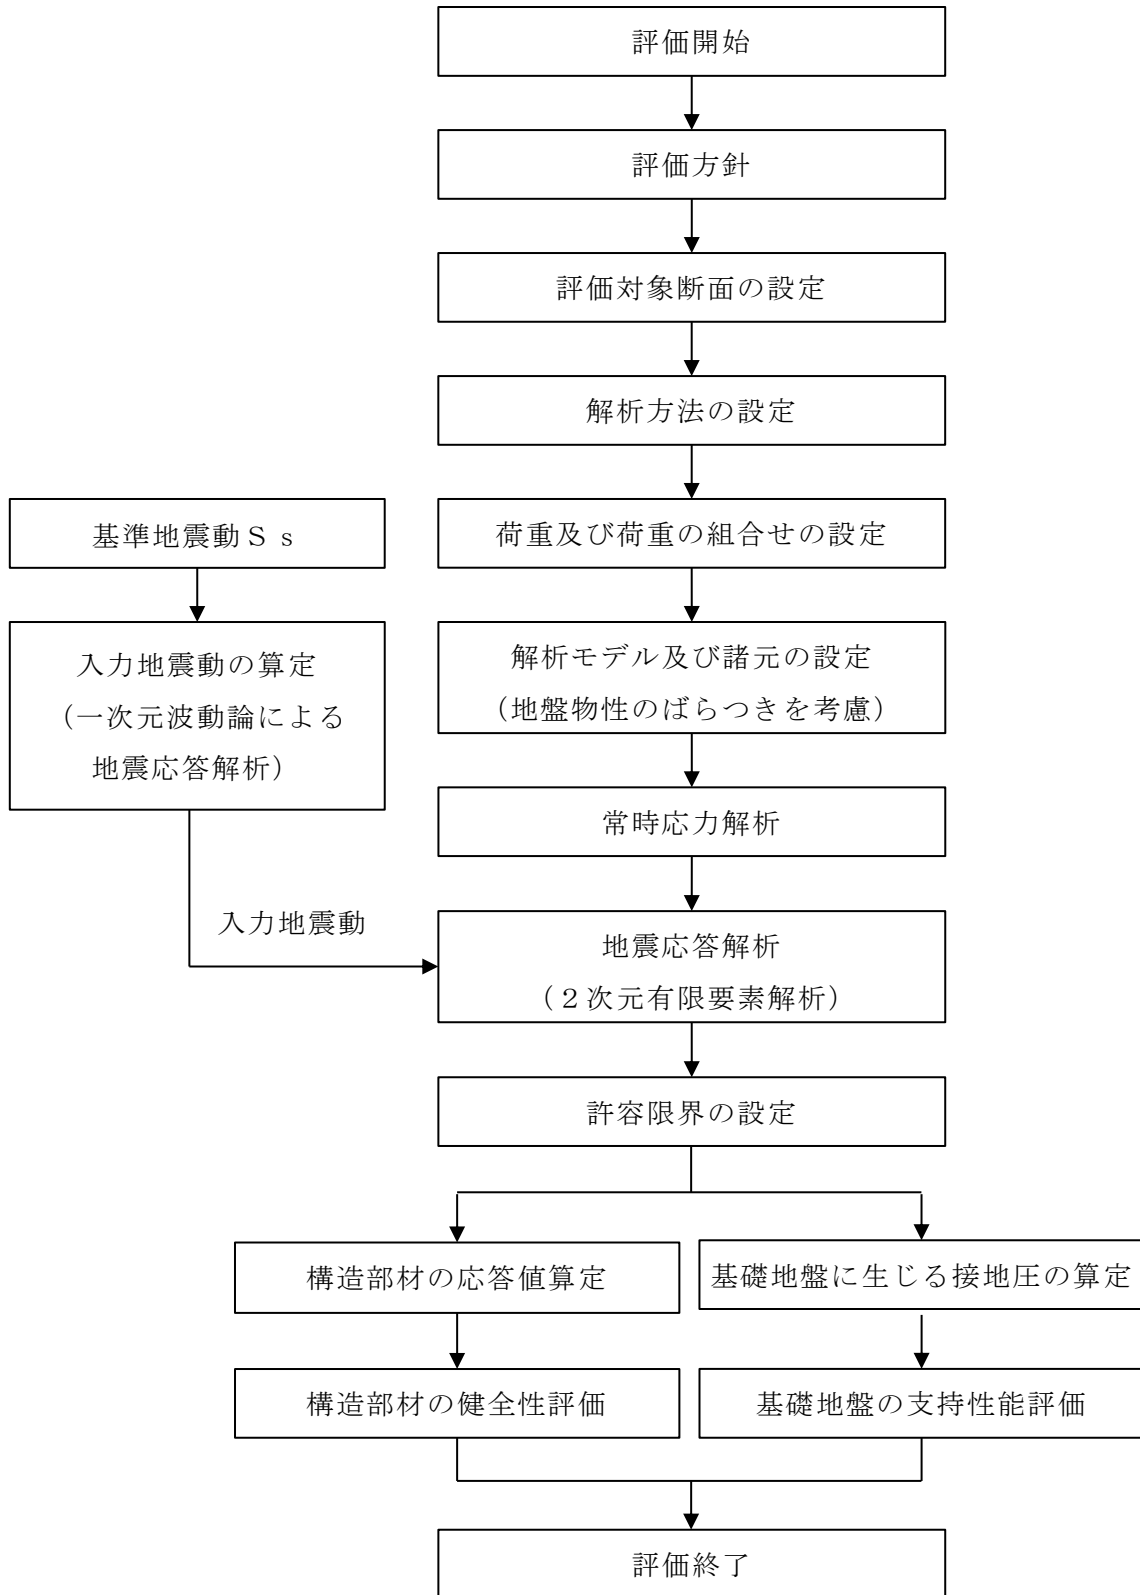 評価開始
評価方針
評価対象断面の設定
解析方法の設定
荷重及び荷重の組合せの設定
基準地震動Ｓｓ
入力地震動の算定
（一次元波動論による
地震応答解析）
解析モデル及び諸元の設定
（地盤物性のばらつきを考慮）
常時応力解析
入力地震動
地震応答解析
（２次元有限要素解析）
許容限界の設定
構造部材の応答値算定
基礎地盤に生じる接地圧の算定
構造部材の健全性評価
基礎地盤の支持性能評価
評価終了